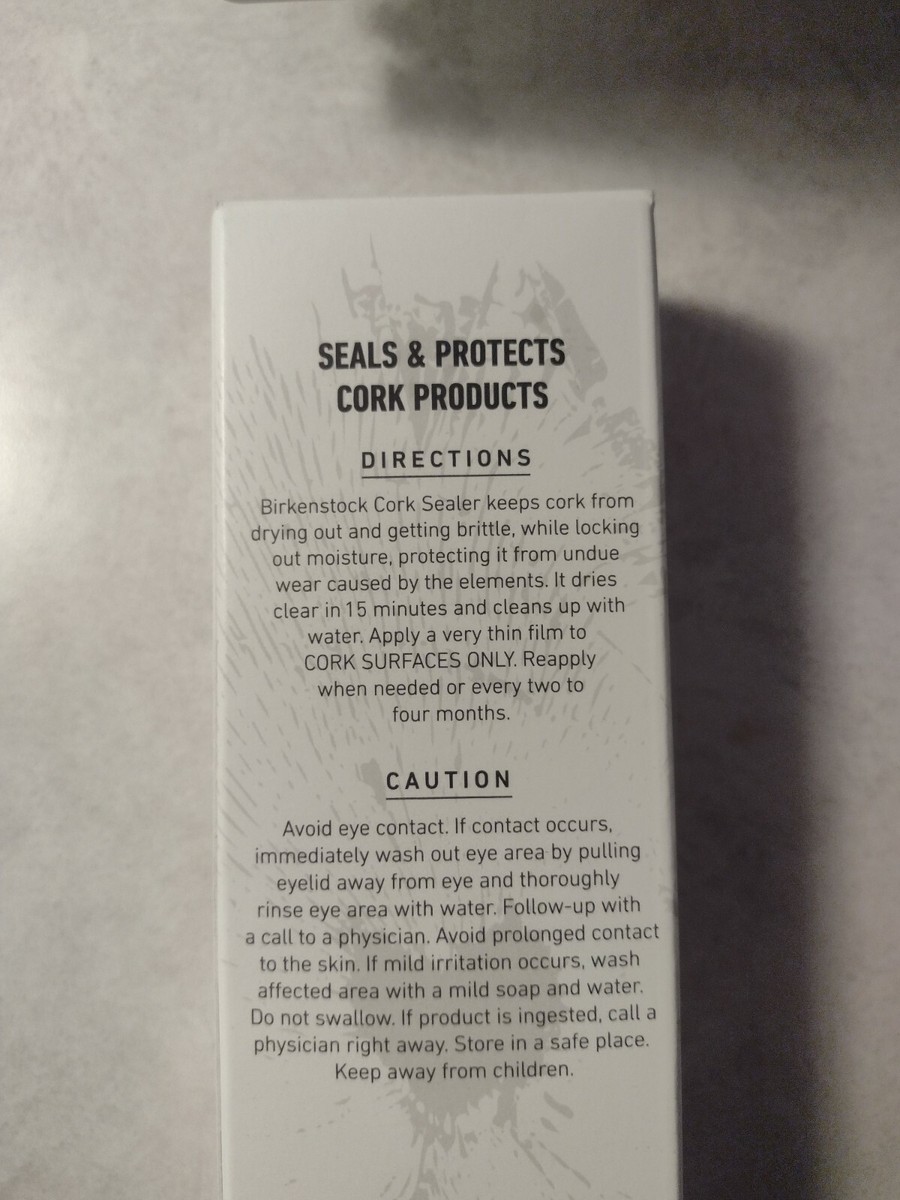 SEALS & PROTECTS
CORK PRODUCTS
DIRECTIONS
Birkenstock Cork Sealer keeps cork from
drying out and getting brittle, while locking
out moisture, protecting it from undue
wear caused by the elements. It dries
clear in 15 minutes and cleans up with
water. Apply a very thin film to
CORK SURFACES ONLY. Reapply
when needed or every two to
four months.
CAUTION
Avoid eye contact. If contact occurs,
immediately wash out eye area by pulling
eyelid away from eye and thoroughly
rinse eye area with water. Follow-up with
a call to a physician. Avoid prolonged contact
to the skin. If mild irritation occurs, wash
affected area with a mild soap and water.
Do not swallow. If product is ingested, call a
physician right away. Store in a safe place.
Keep away from children.